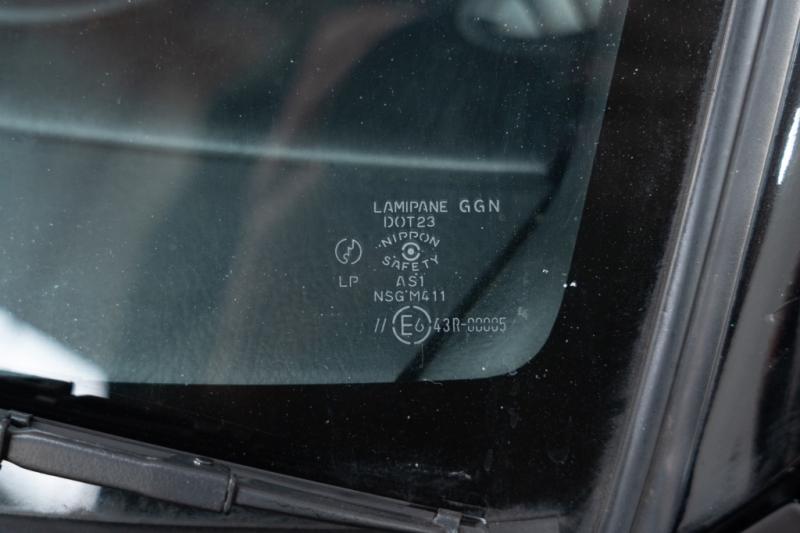 LAMIPANE GGN
DOT23
NIPPON
SAFETY
LP AS1
NSG M411
// E6 43R-00005